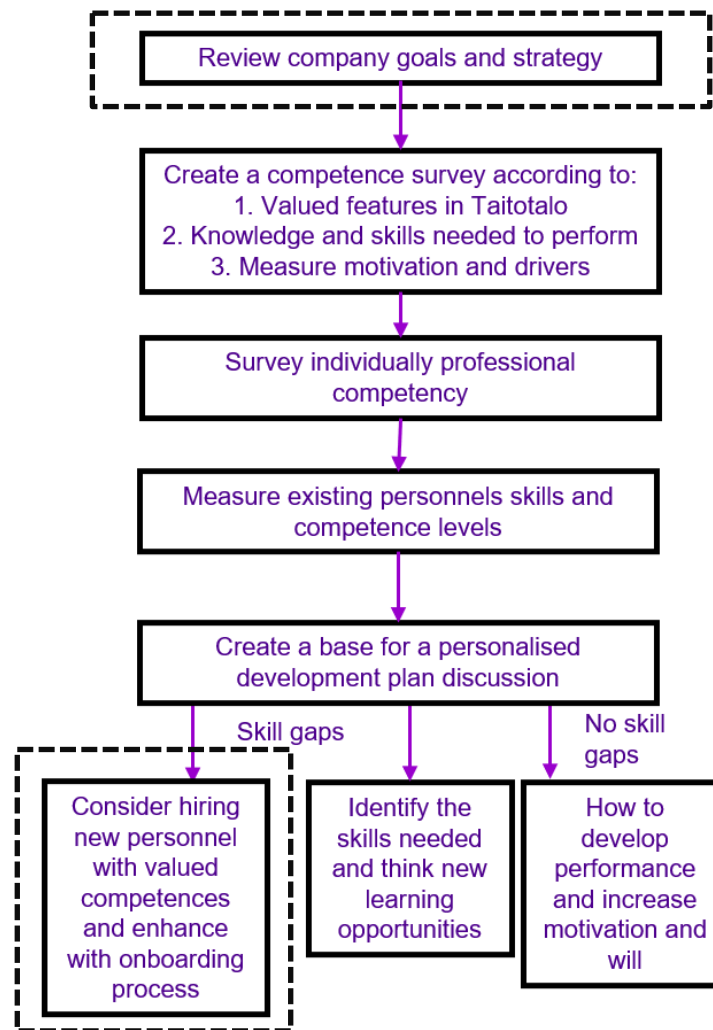 Review company goals and strategy
Create a competence survey according to:
1. Valued features in Taitotalo
2. Knowledge and skills needed to perform
3. Measure motivation and drivers
Survey individually professional
competency
Measure existing personnels skills and
competence levels
Create a base for a personalised
development plan discussion
Skill gaps
No skill
gaps
Consider hiring
new personnel
with valued
competences
and enhance
with onboarding
process
Identify the
skills needed
and think new
learning
opportunities
How to
develop
performance
and increase
motivation and
will